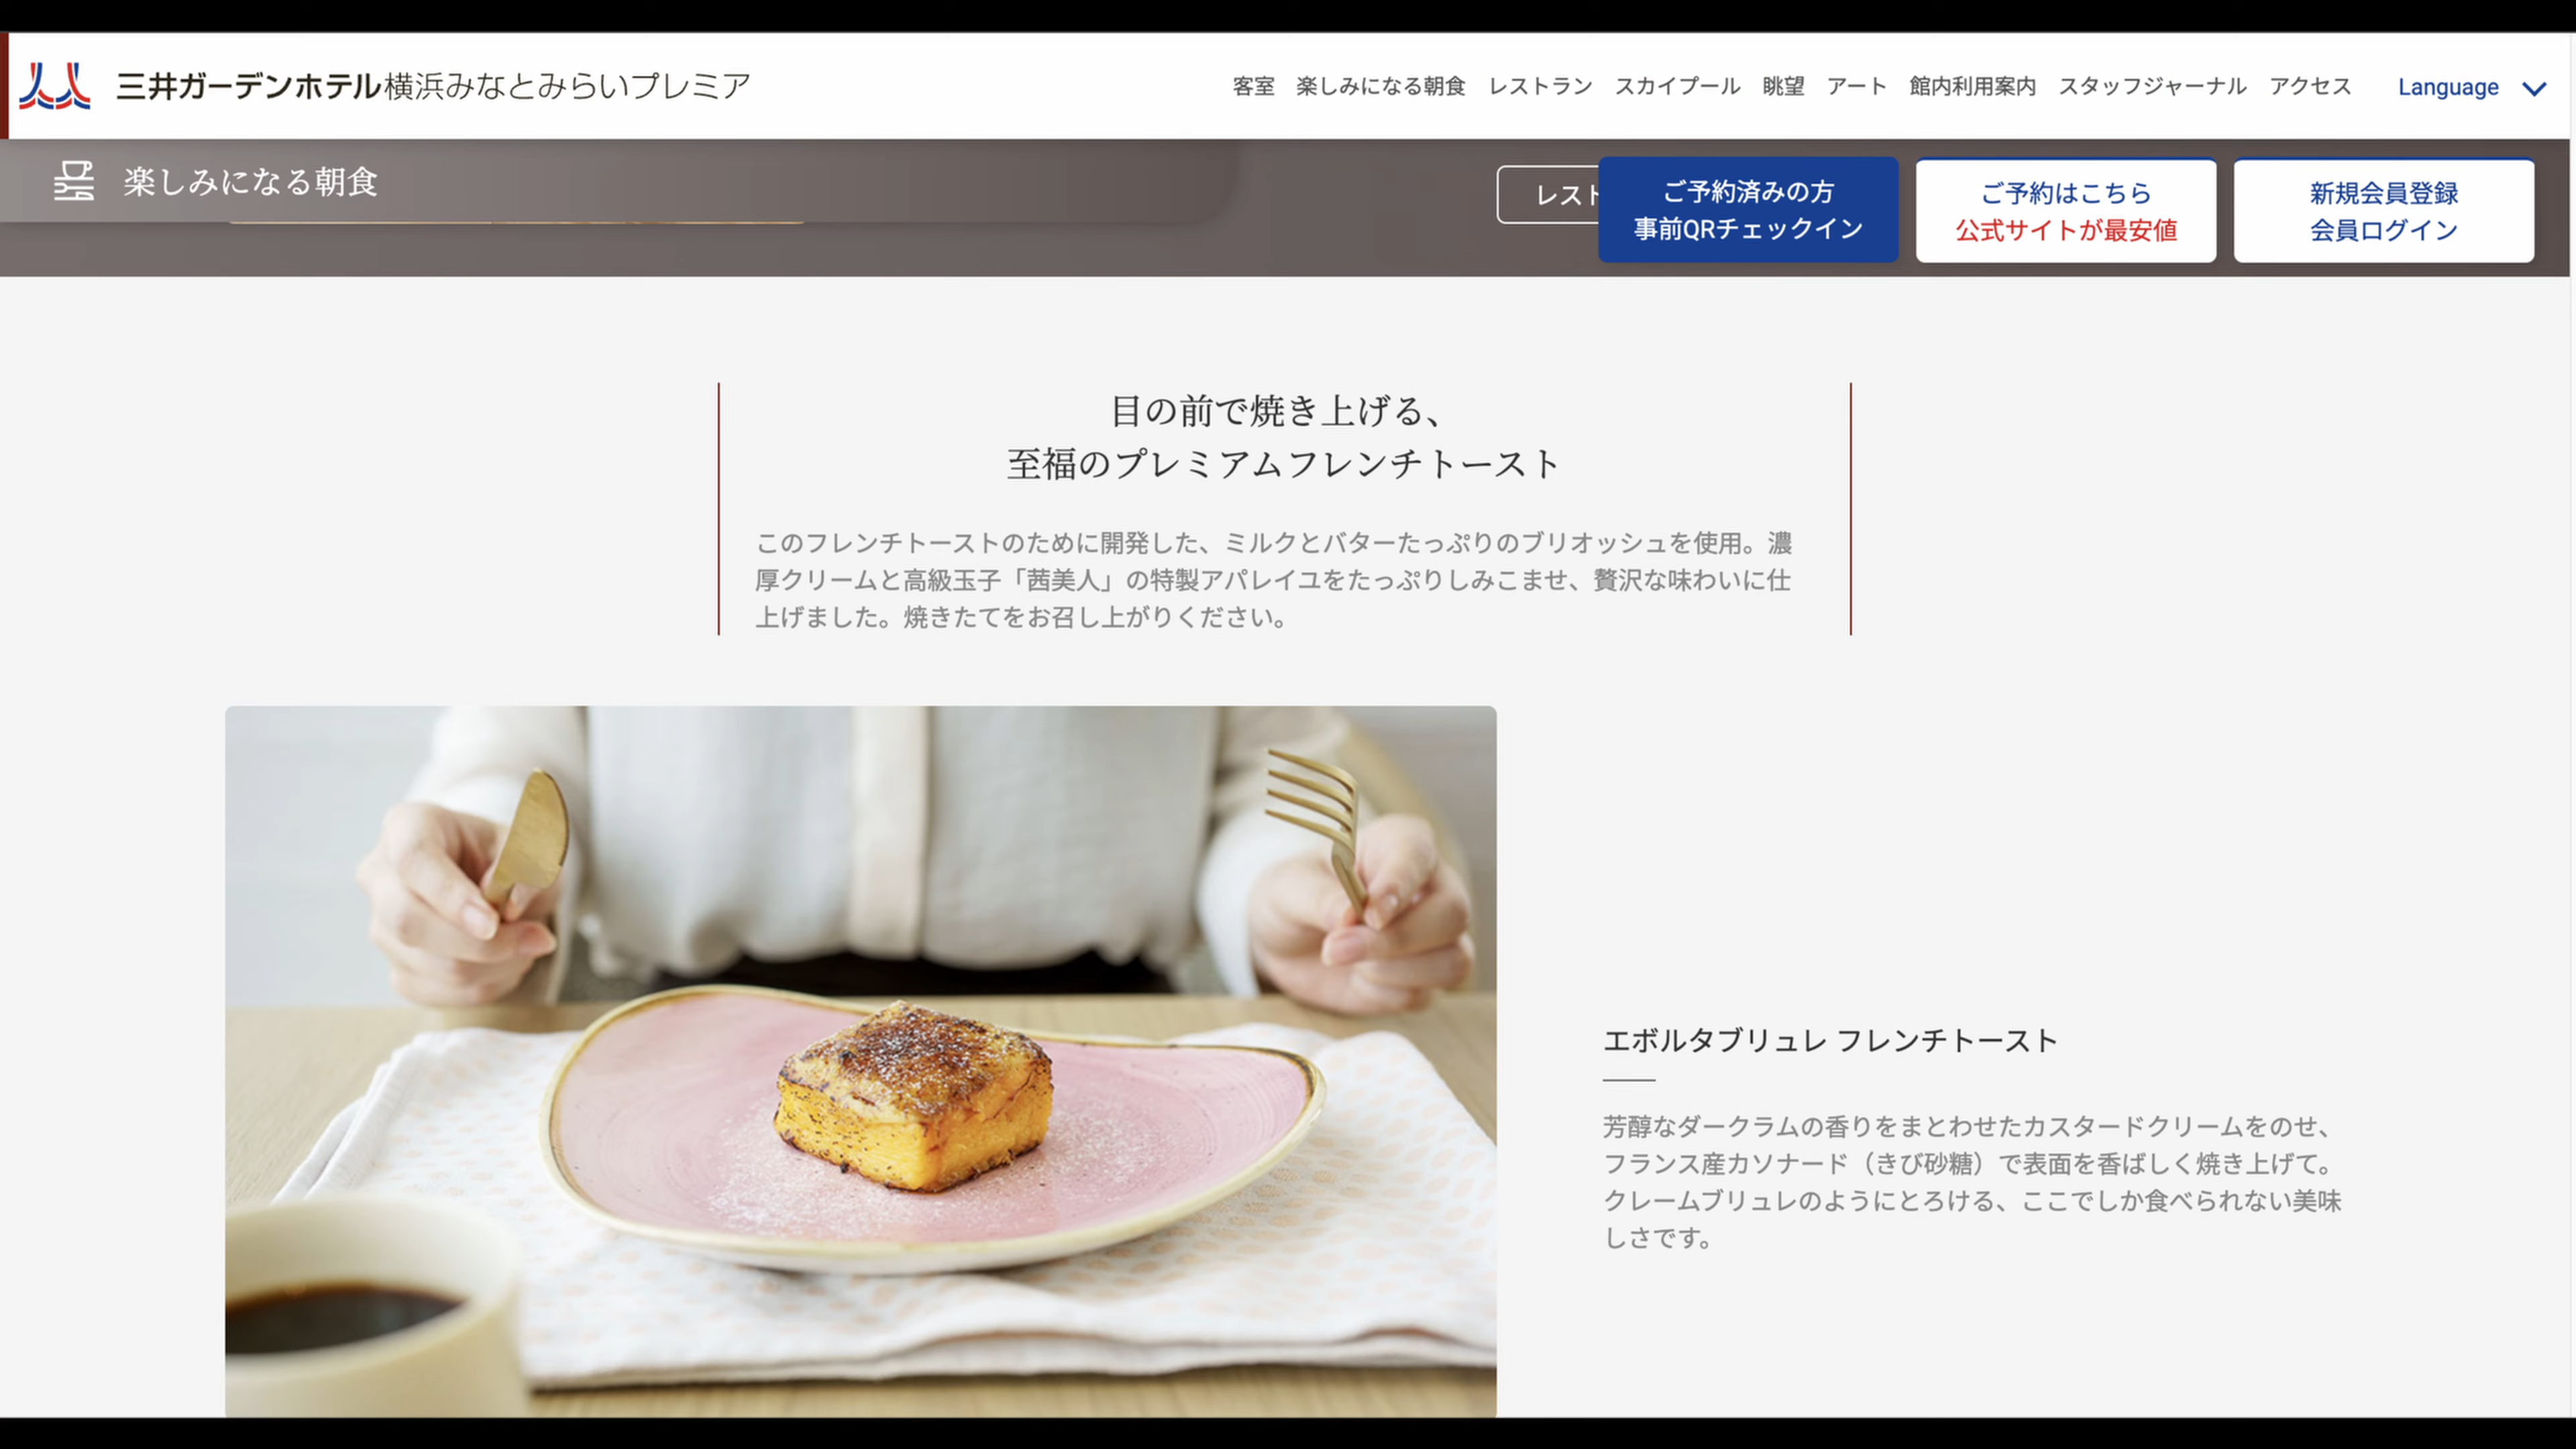 三井ガーデンホテル横浜みなとみらいプレミア
客室 楽しみになる朝食 レストラン スカイプール 眺望 アート 館内利用案内 スタッフジャーナル アクセス Language
楽しみになる朝食
レスト
ご予約済みの方
事前QRチェックイン
ご予約はこちら
公式サイトが最安値
新規会員登録
会員ログイン
目の前で焼き上げる、
至福のプレミアムフレンチトースト
このフレンチトーストのために開発した、ミルクとバターたっぷりのブリオッシュを使用。濃
厚クリームと高級玉子「茜美人」の特製アパレイユをたっぷりしみこませ、贅沢な味わいに仕
上げました。焼きたてをお召し上がりください。
エボルタブリュレ フレンチトースト
芳醇なダークラムの香りをまとわせたカスタードクリームをのせ、
フランス産カソナード（きび砂糖）で表面を香ばしく焼き上げて。
クレームブリュレのようにとろける、ここでしか食べられない美味
しさです。